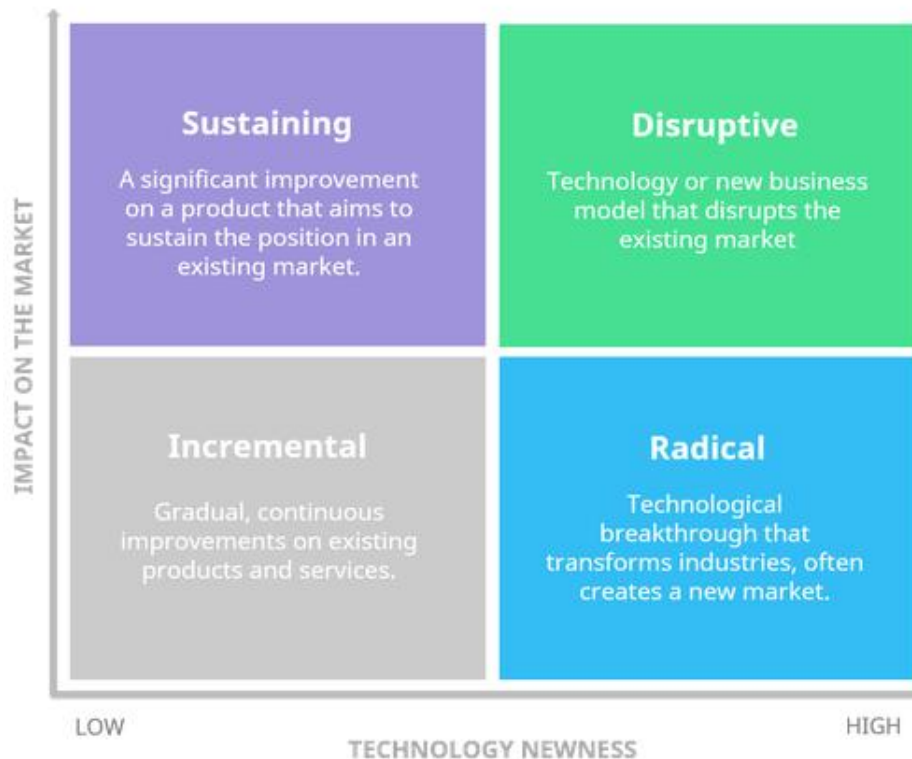 IMPACT ON THE MARKET
Sustaining
A significant improvement
on a product that aims to
sustain the position in an
existing market.
Disruptive
Technology or new business
model that disrupts the
existing market
Incremental
Gradual, continuous
improvements on existing
products and services.
Radical
Technological
breakthrough that
transforms industries, often
creates a new market.
LOW
HIGH
TECHNOLOGY NEWNESS